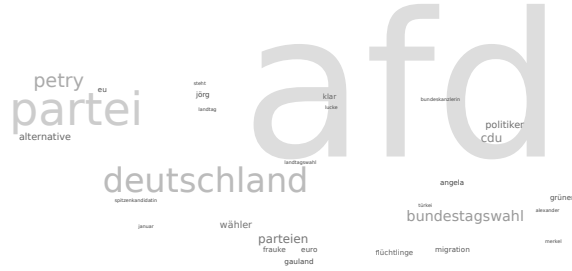 afd
petry
steht
eu
jörg
klar
bundeskanzlerin
partei
landtag
lucke
politiker
alternative
cdu
landtagswahl
deutschland
angela
spitzenkandidatin
grünen
türkei
alexander
bundestagswahl
januar
wähler
parteien
merkel
frauke
euro
flüchtlinge
migration
gauland